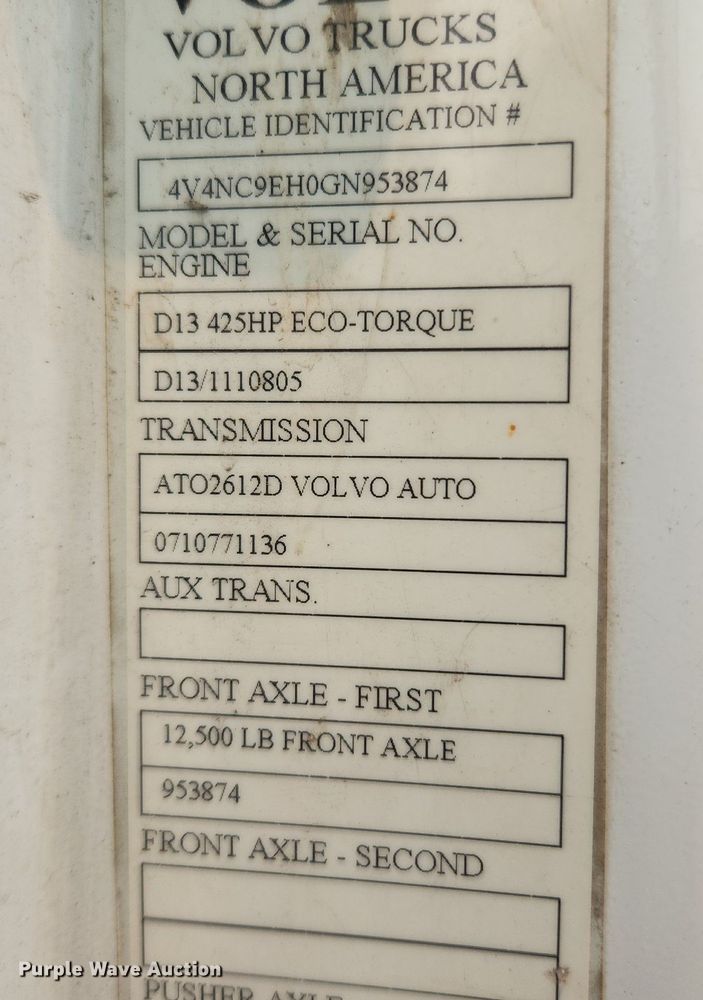 VOLVO TRUCKS
NORTH AMERICA
VEHICLE IDENTIFICATION #
4V4NC9EH0GN953874
MODEL & SERIAL NO.
ENGINE
D13 425HP ECO-TORQUE
D13/1110805
TRANSMISSION
ATO2612D VOLVO AUTO
0710771136
AUX TRANS.
FRONT AXLE - FIRST
12,500 LB FRONT AXLE
953874
FRONT AXLE - SECOND
PUSHER AXLE
Purple Wave Auction